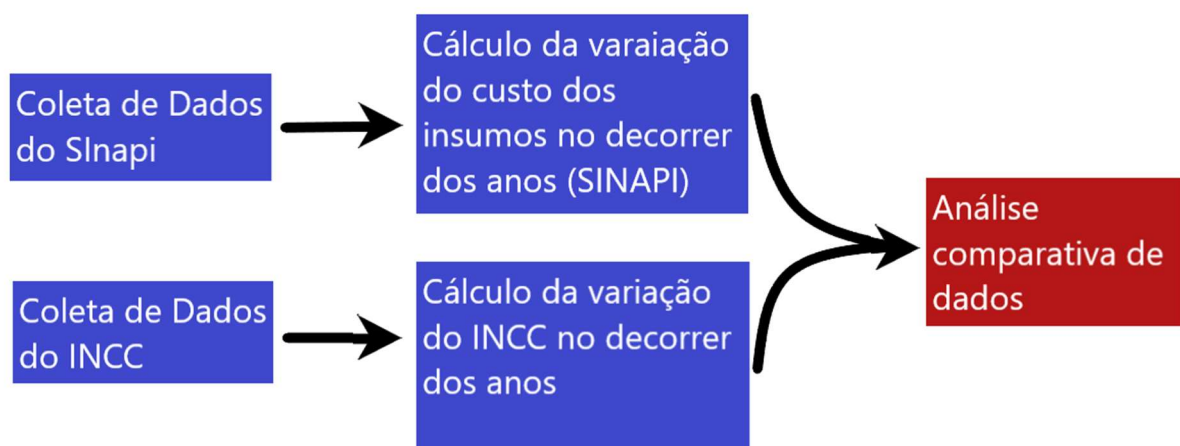 Coleta de Dados
do SInapi
Cálculo da varaiação
do custo dos
insumos no decorrer
dos anos (SINAPI)
Coleta de Dados
do INCC
Cálculo da variação
do INCC no decorrer
dos anos
Análise
comparativa de
dados